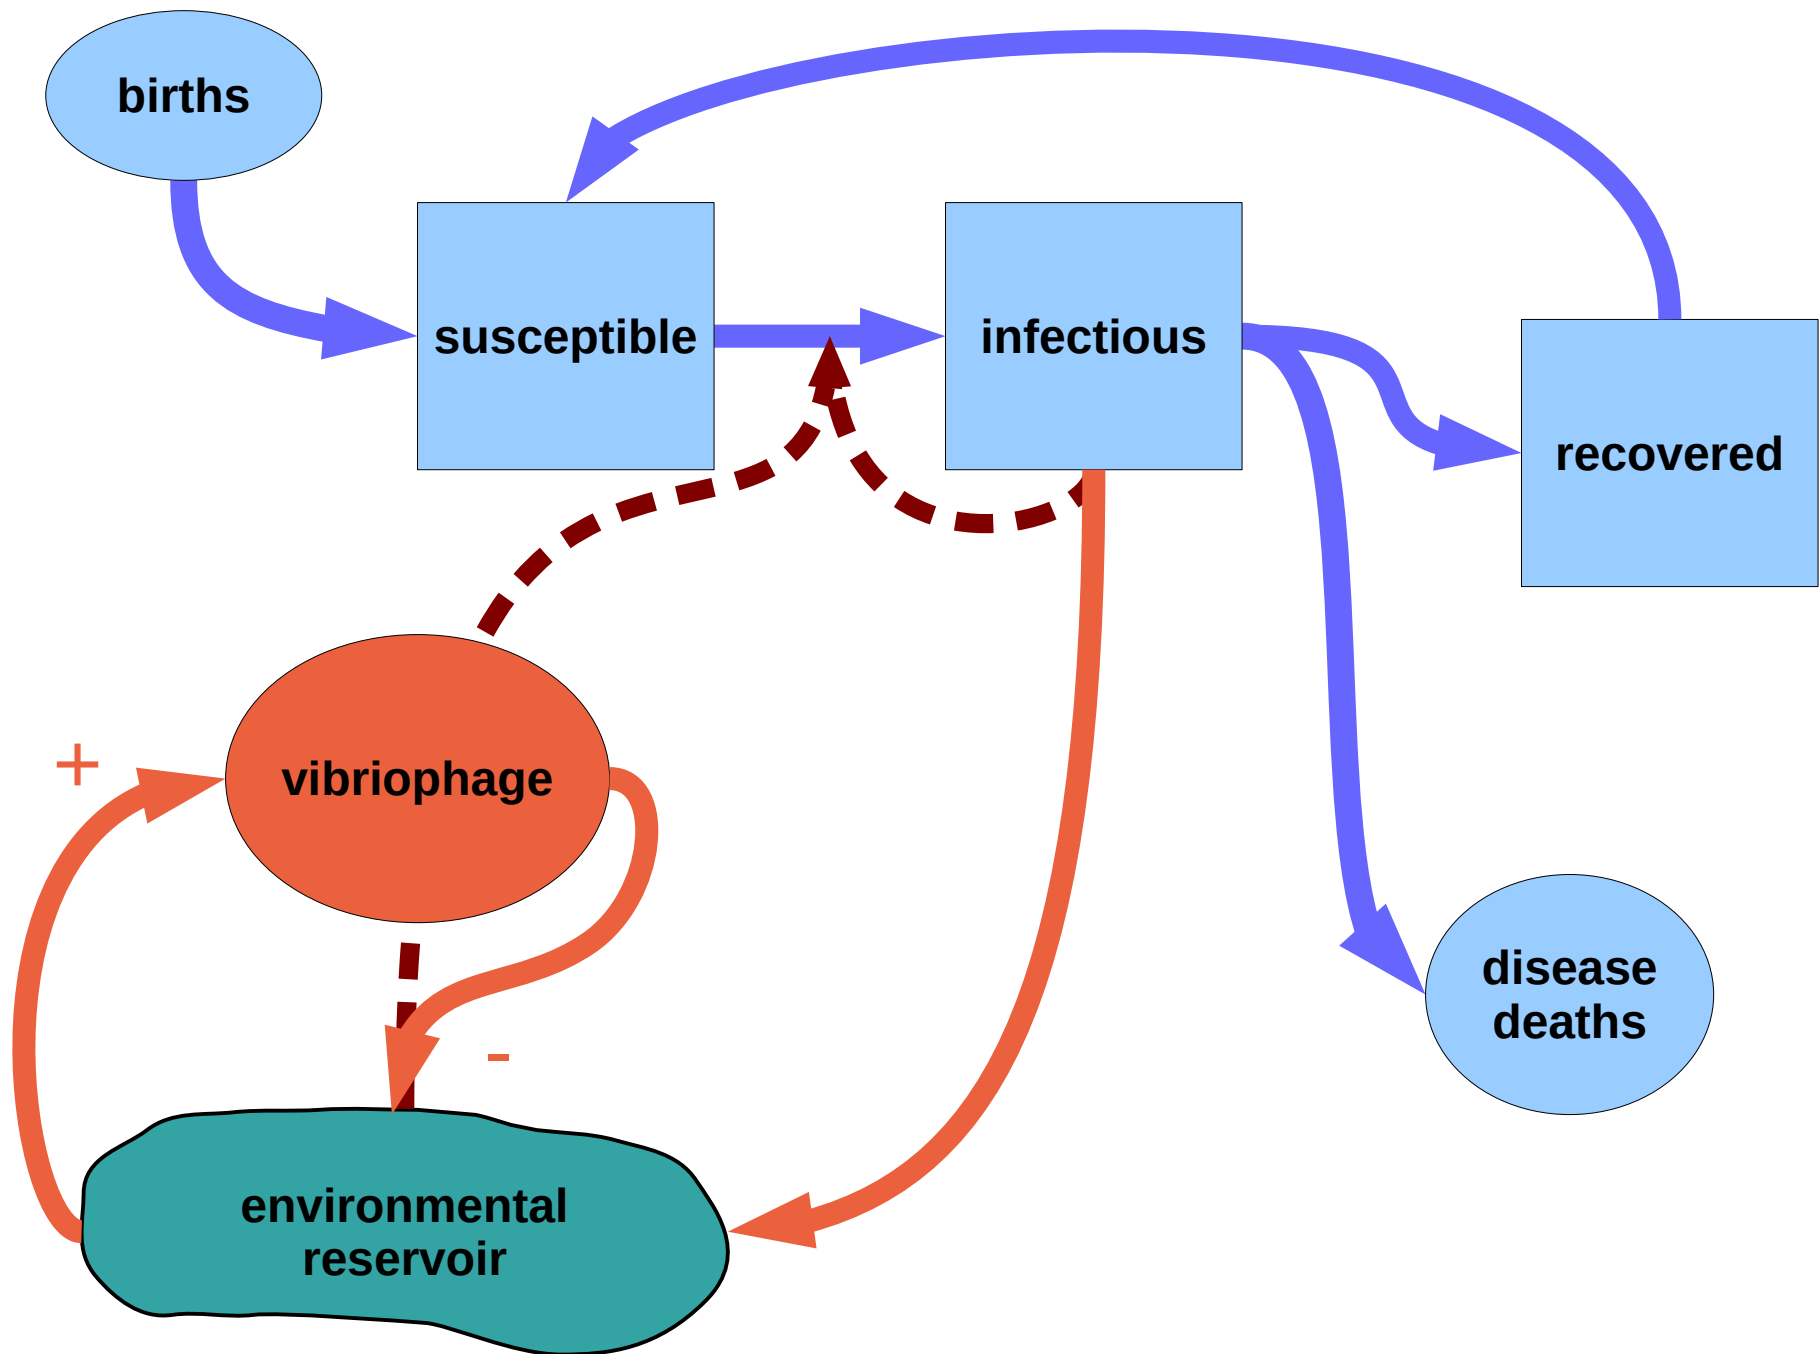 births
susceptible
infectious
recovered
vibriophage
+
-
disease
deaths
environmental
reservoir